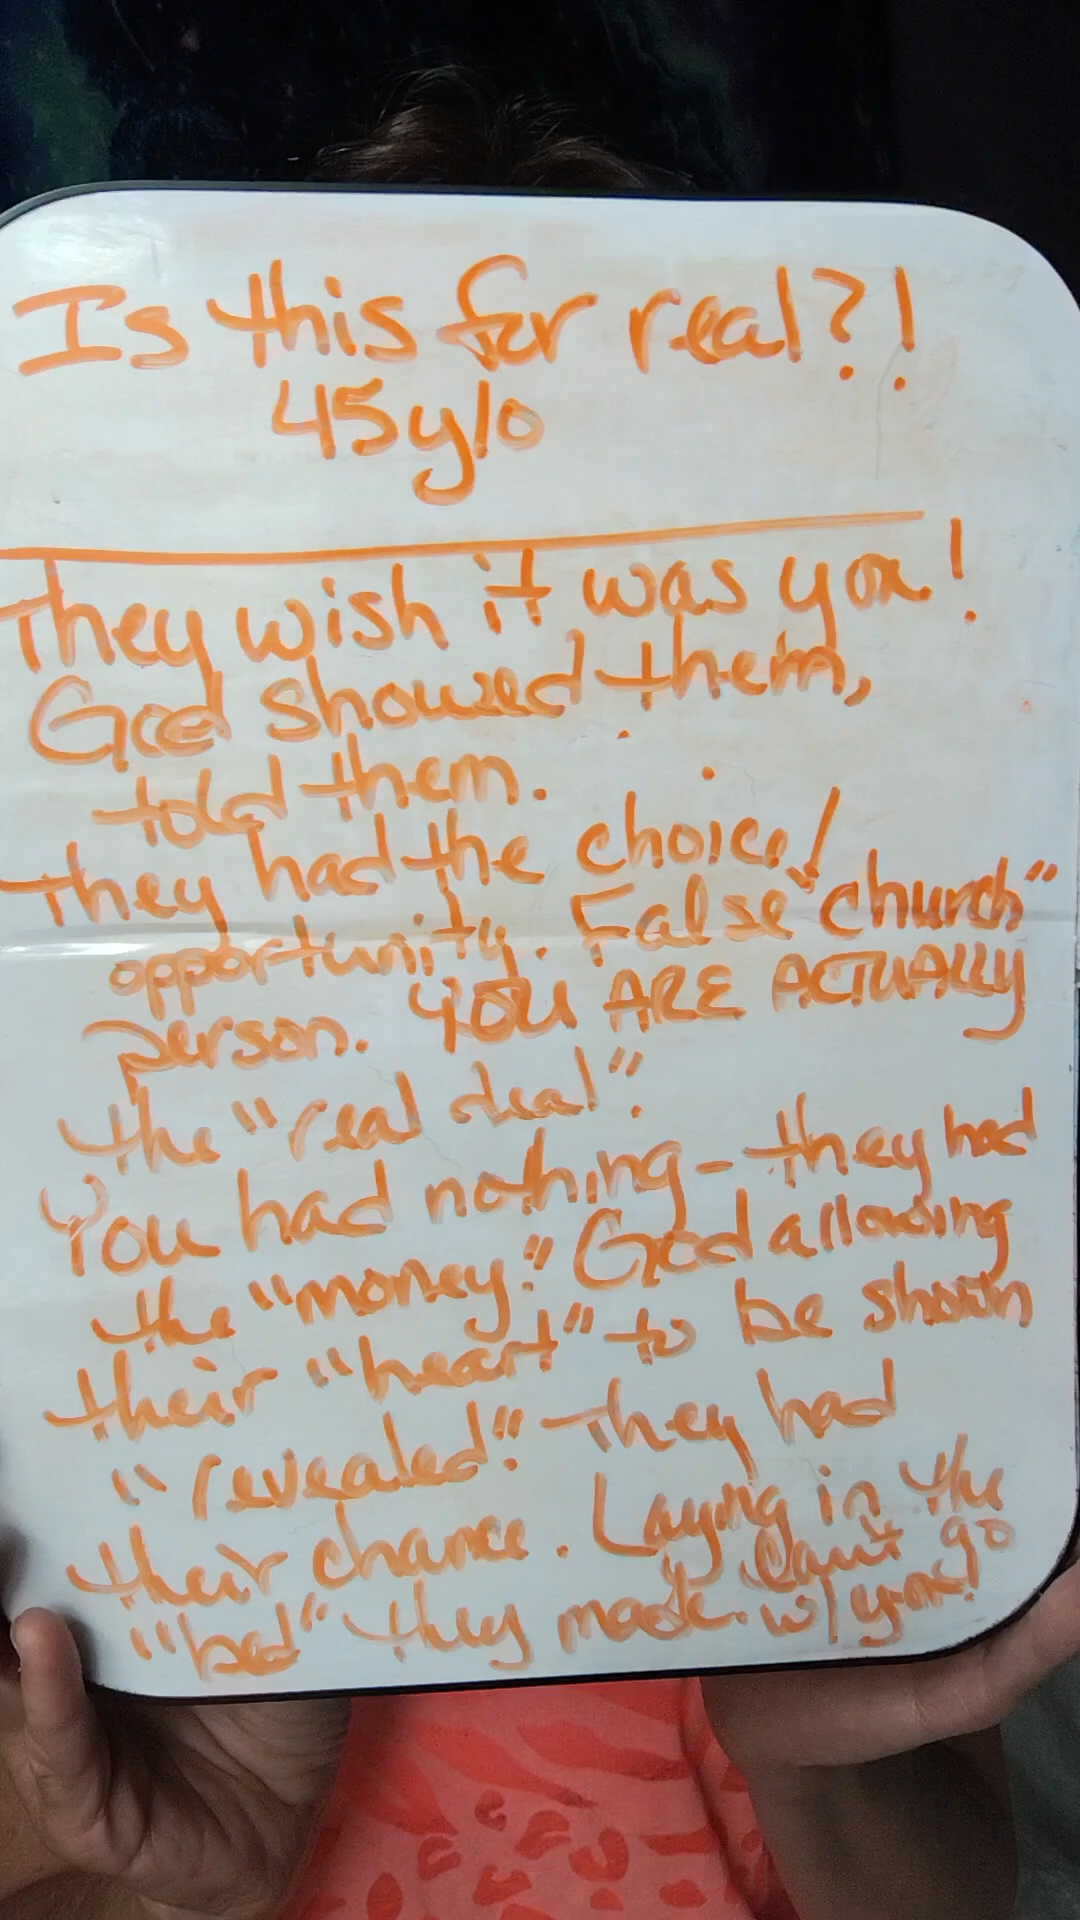 Is this for real?!
45 y/o
They wish it was you!
God showed them,
told them.
They had the choice!
opportunity. False "church"
person. YOU ARE ACTUALLY
the "real deal".
You had nothing - they had
the "money." God allowing
their "heart" to be shown
"revealed." They had
their chance. Laying in the
"bed" they made. Can't go
w/ you!